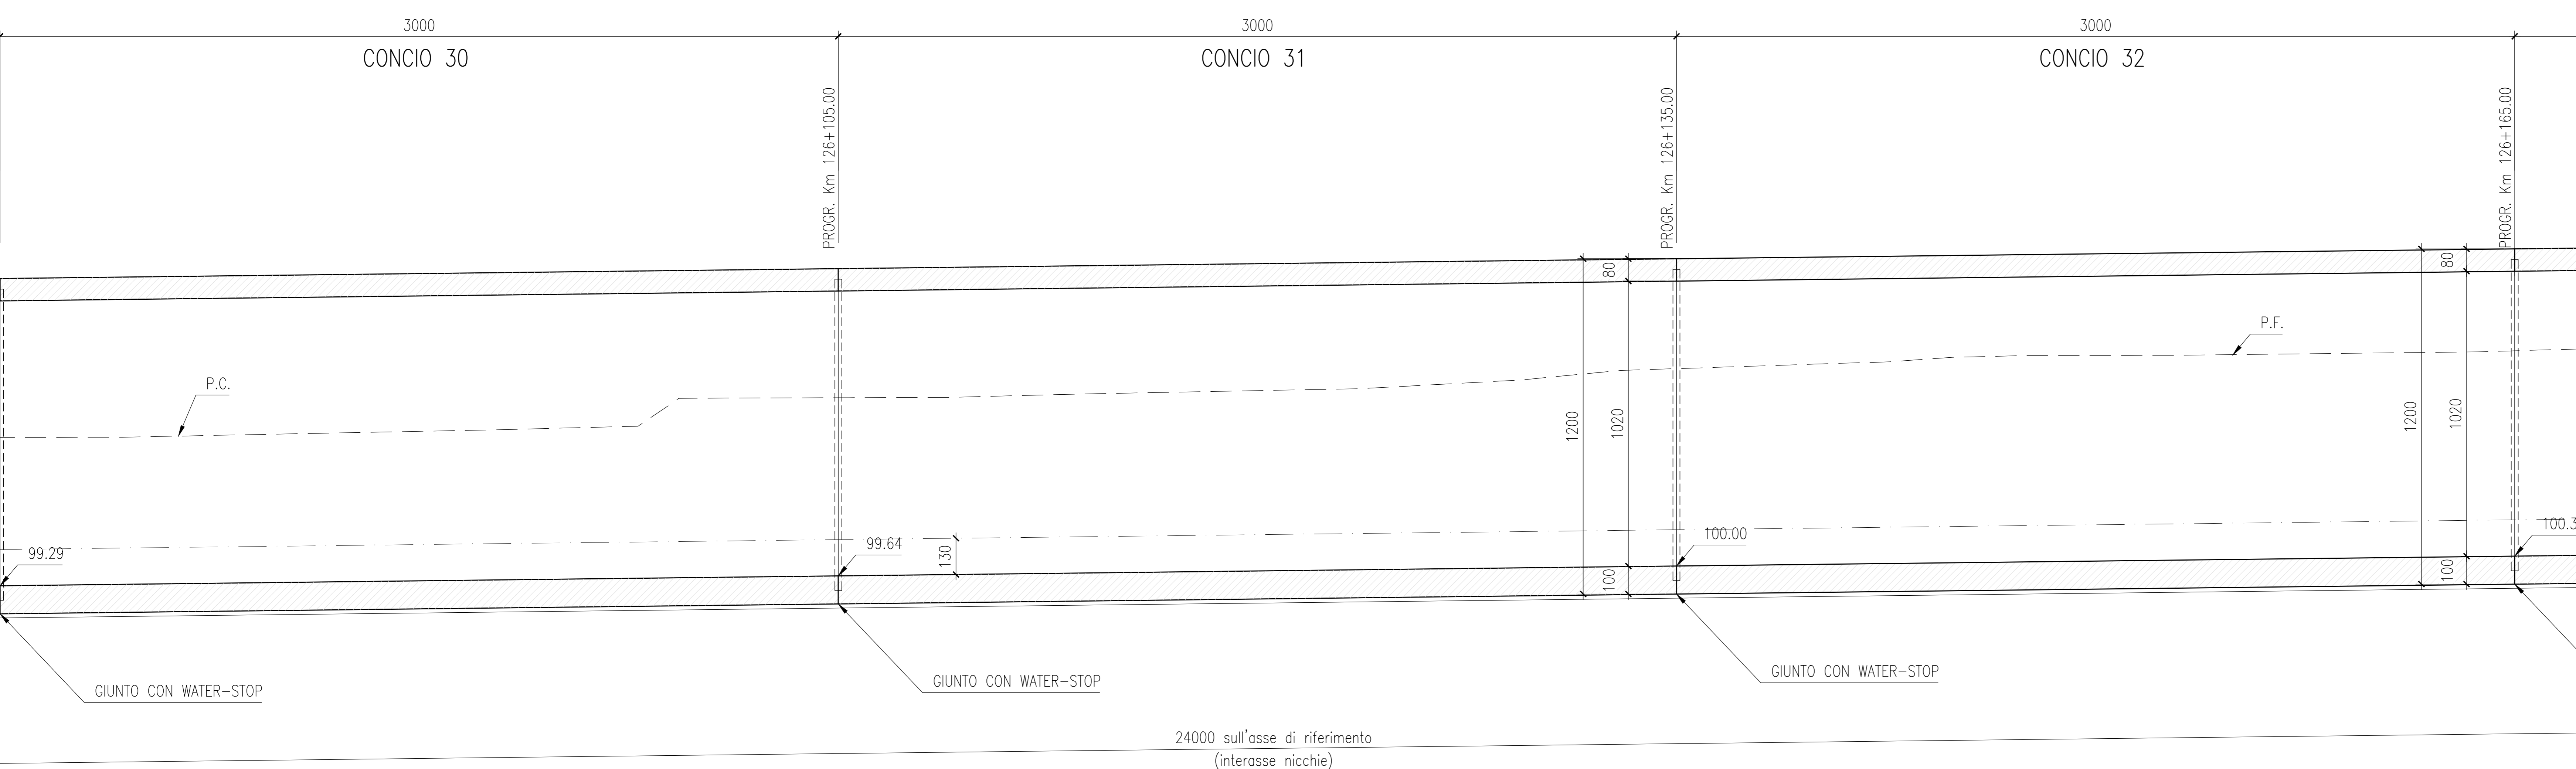 3000
3000
3000
CONCIO 30
CONCIO 31
CONCIO 32
PROGR. Km 126+105.00
PROGR. Km 126+135.00
PROGR. Km 126+165.00
80
80
P.F.
P.C.
1200
1020
1200
1020
99.29
99.64
130
100.00
100.3
100
100
GIUNTO CON WATER-STOP
GIUNTO CON WATER-STOP
GIUNTO CON WATER-STOP
24000 sull'asse di riferimento
(interasse nicchie)